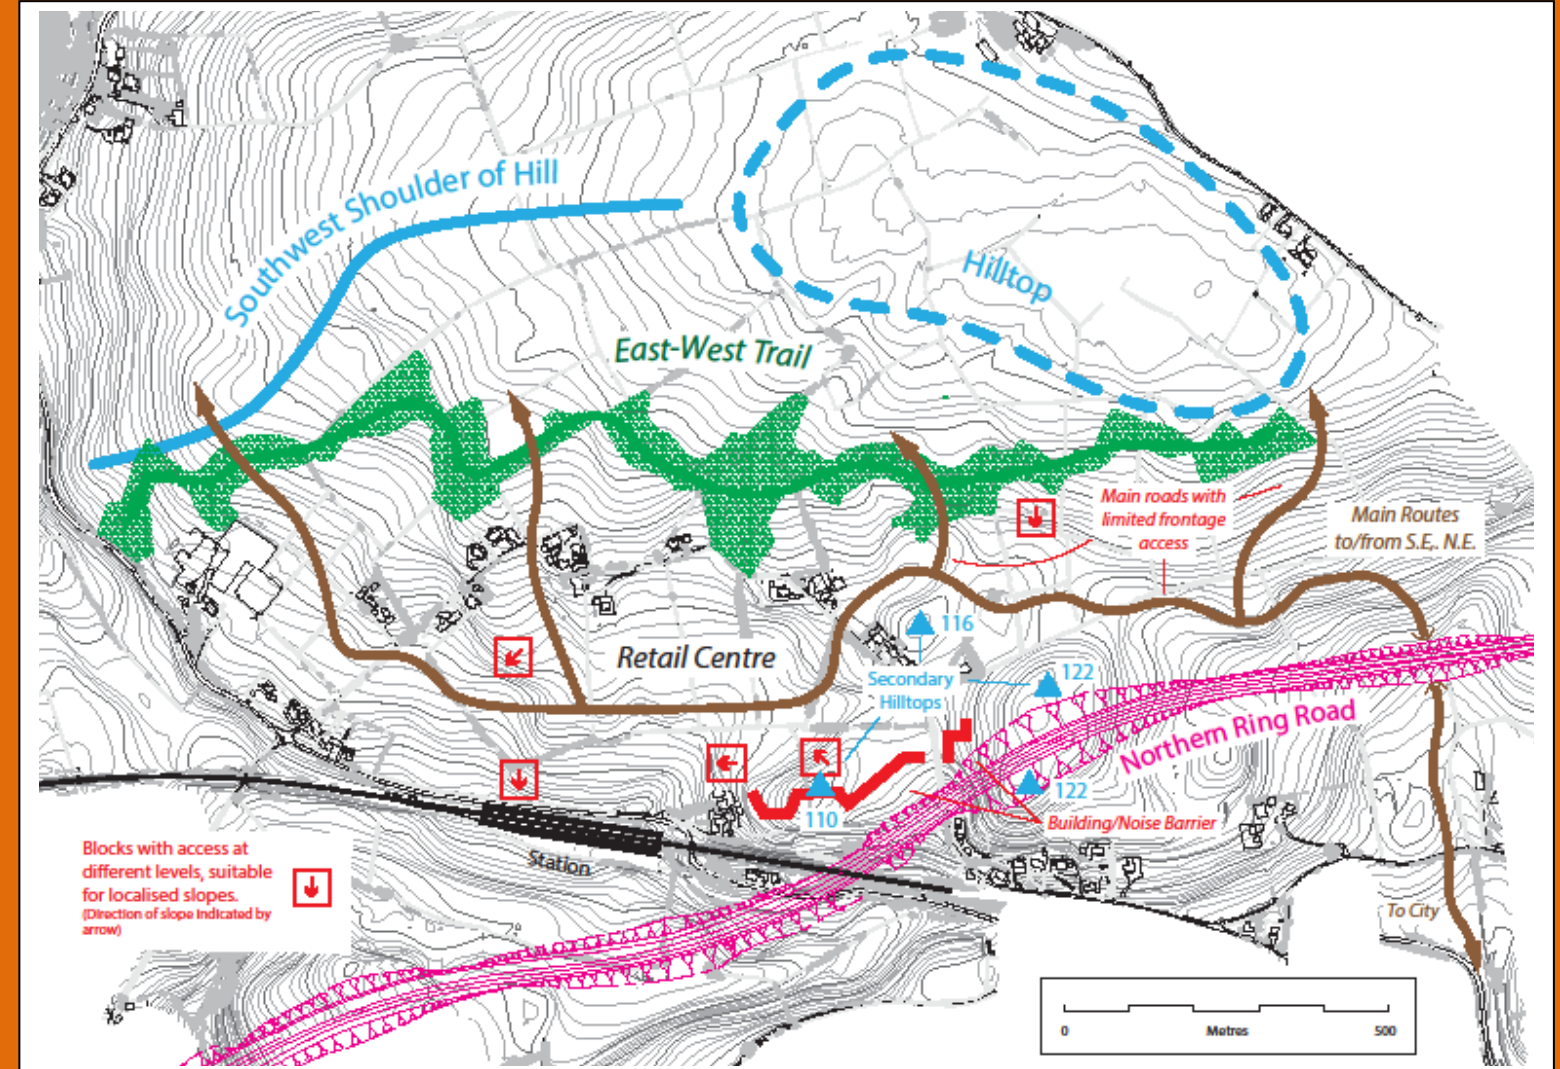 Southwest Shoulder of Hill
Hilltop
East-West Trail
Main roads with
limited frontage
access
Main Routes
to/from S.E,. N.E.
116
Retail Centre
Secondary
Hilltops
122
Northern Ring Road
122
110
Building/Noise Barrier
Station
Blocks with access at
different levels, suitable
for localised slopes.
(Direction of slope indicated by
arrow)
To City
0
Metres
500